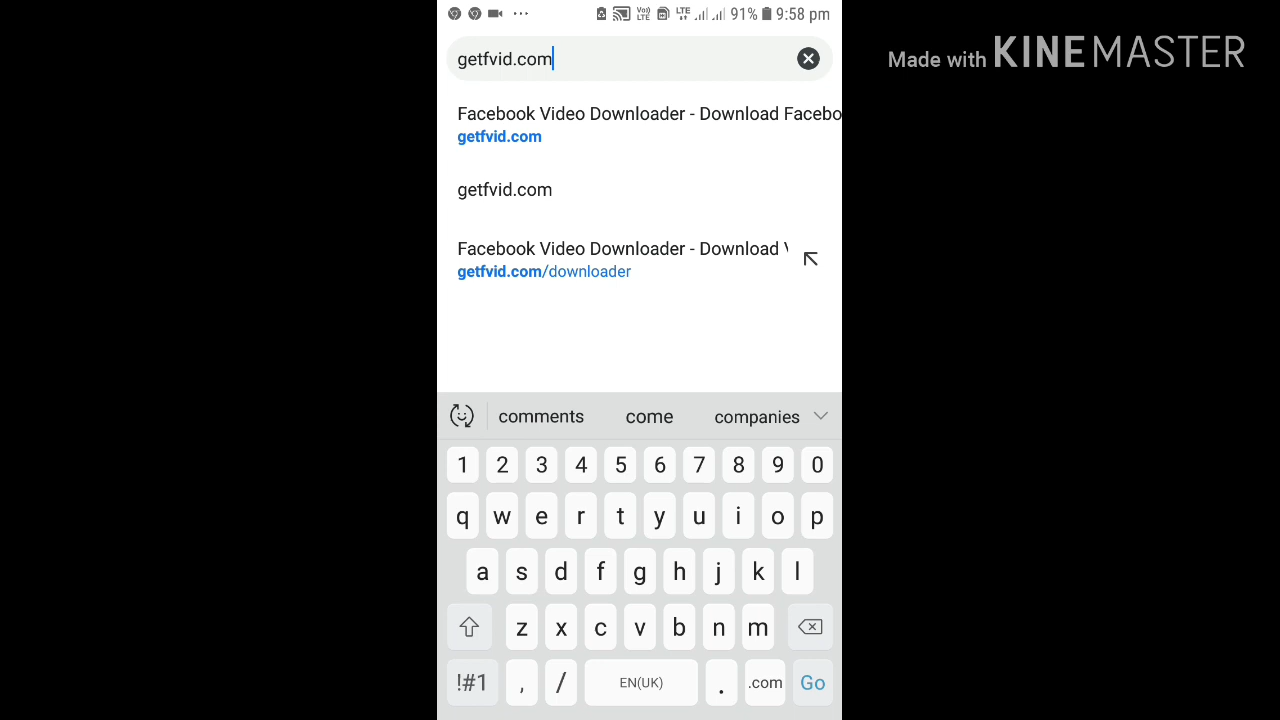 91% 9:58 pm
Made with KINEMASTER
getfvid.com
Facebook Video Downloader - Download Facebo
getfvid.com
getfvid.com
Facebook Video Downloader - Download
getfvid.com/downloader
comments come companies
1 2 3 4 5 6 7 8 9 0
q w e r t y u i o p
a s d f g h j k l
z x c v b n m
!#1 , / EN(UK) . .com Go